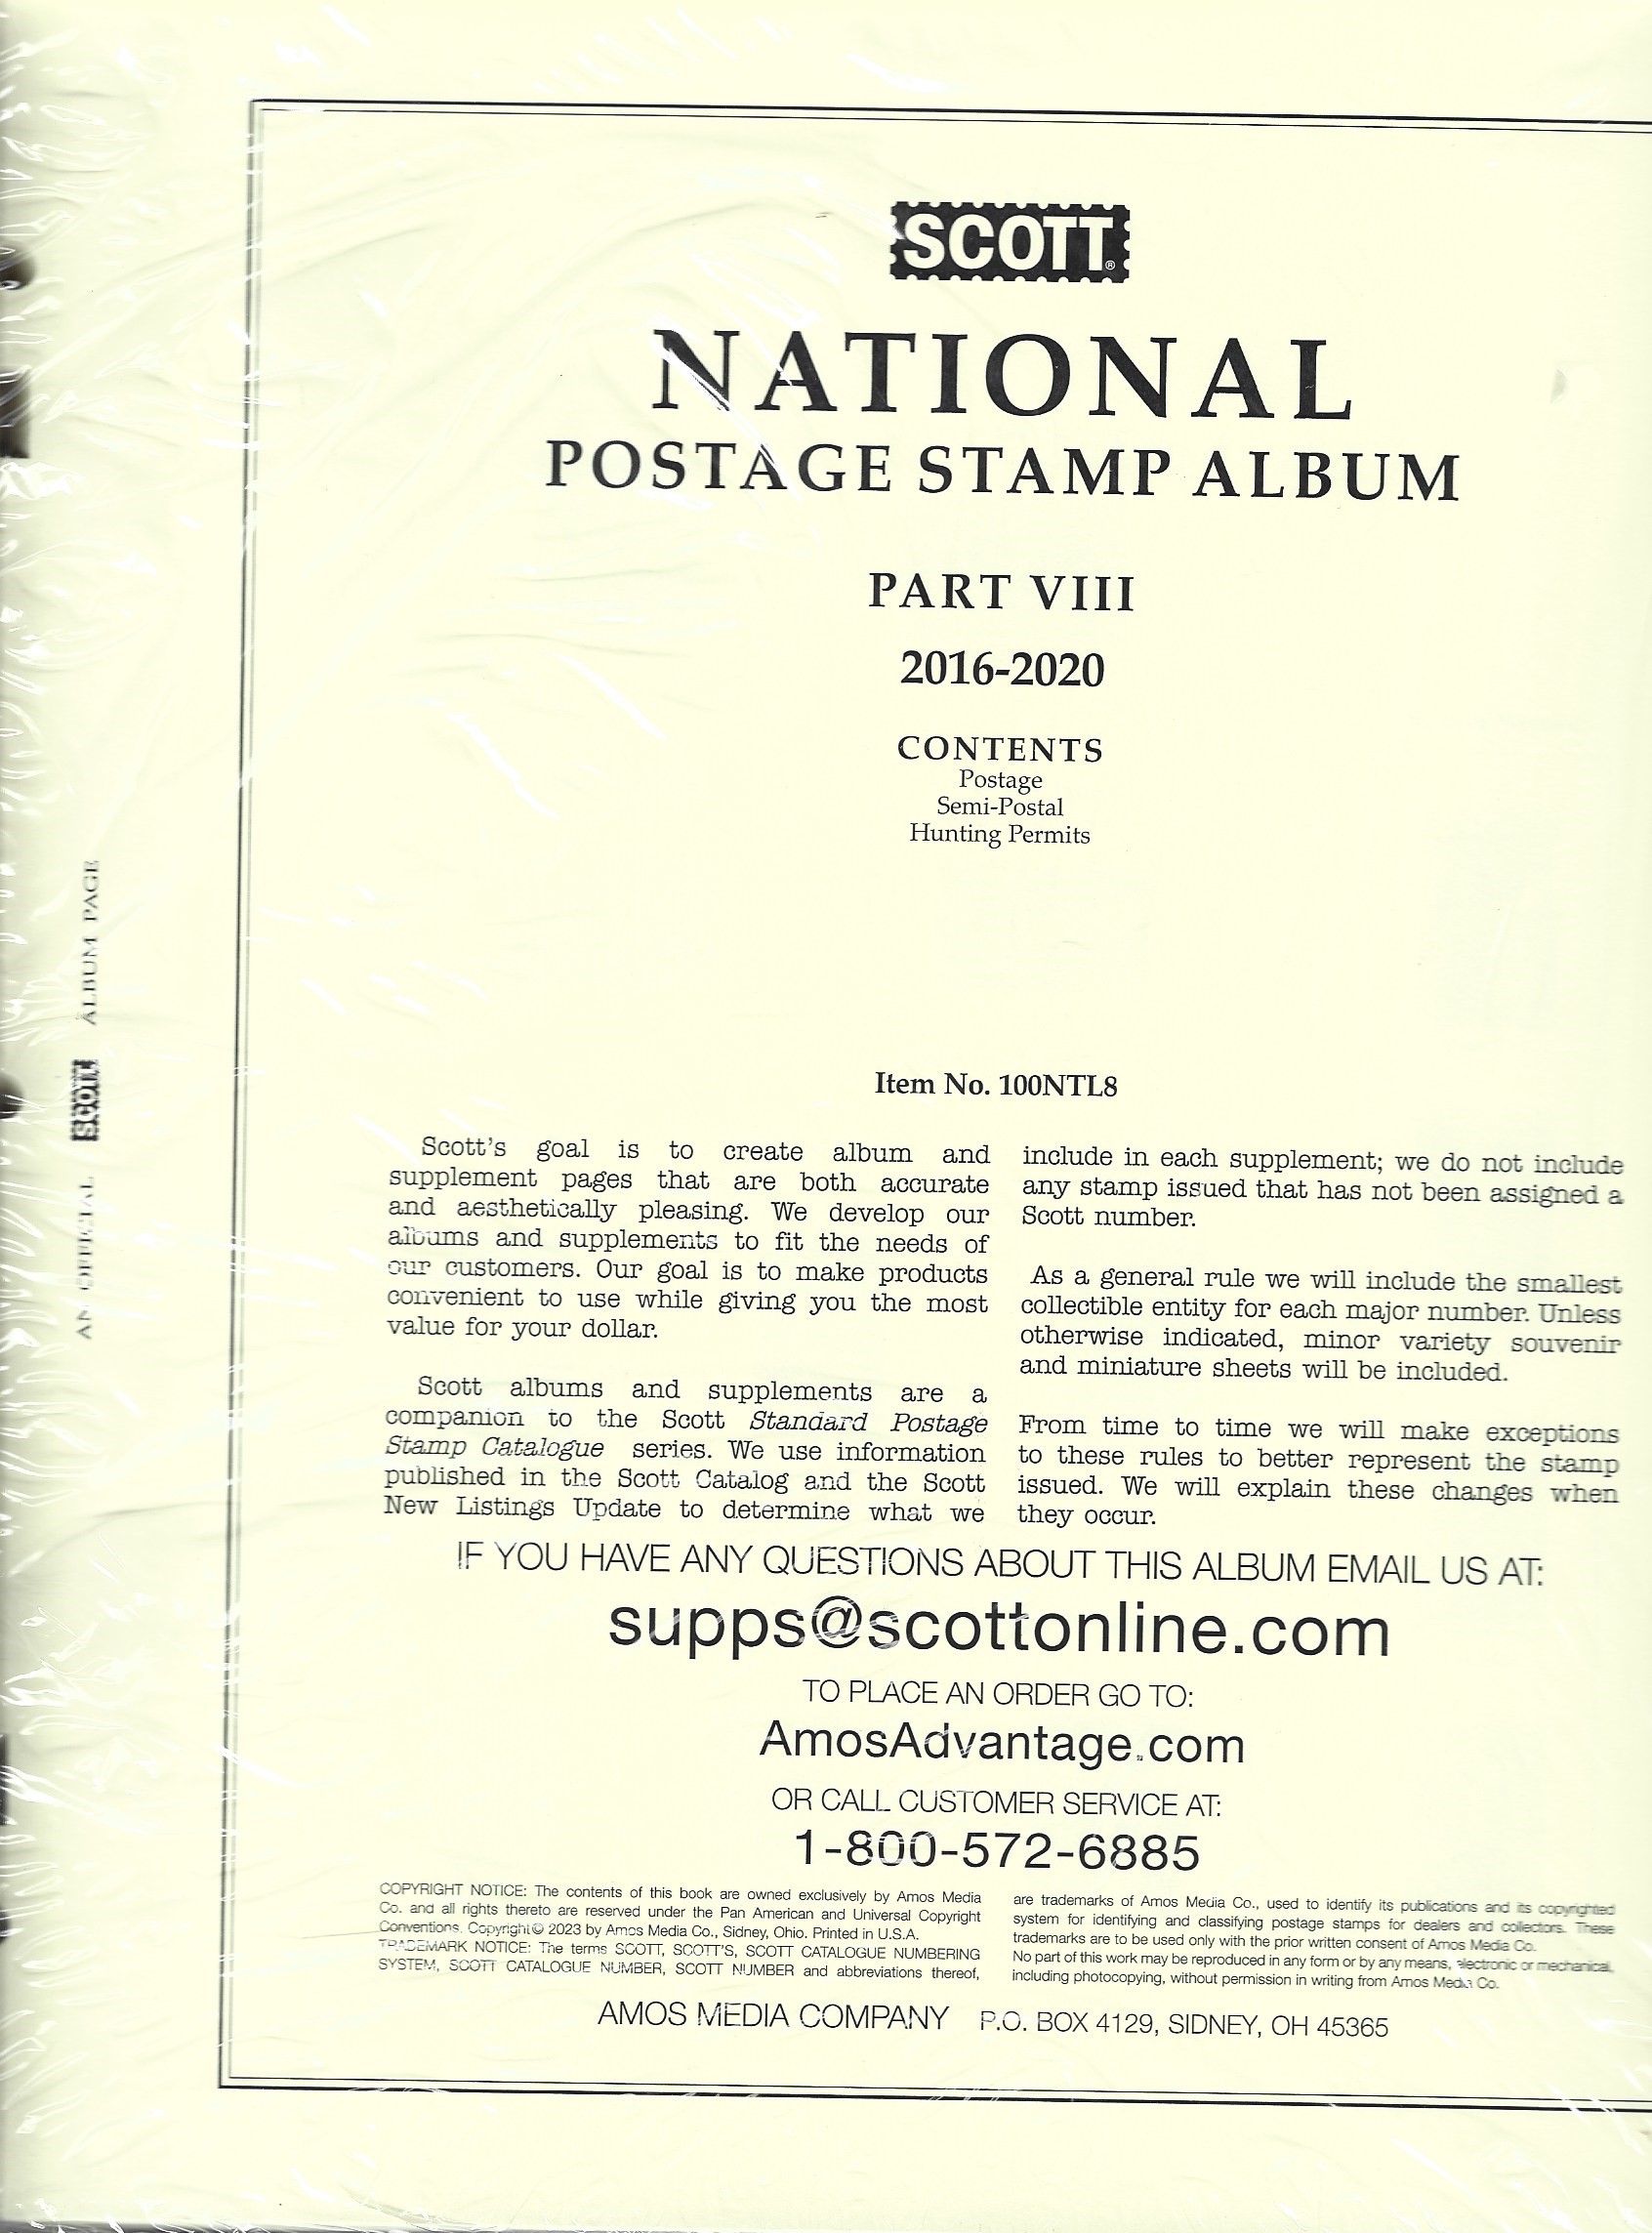 SCOTT®
NATIONAL
POSTAGE STAMP ALBUM
PART VIII
2016-2020
CONTENTS
Postage
Semi-Postal
Hunting Permits
Item No. 100NTL8
Scott's goal is to create album and
supplement pages that are both accurate
and aesthetically pleasing. We develop our
albums and supplements to fit the needs of
our customers. Our goal is to make products
convenient to use while giving you the most
value for your dollar.
Scott albums and supplements are a
companion to the Scott Standard Postage
Stamp Catalogue series. We use information
published in the Scott Catalog and the Scott
New Listings Update to determine what we
include in each supplement; we do not include
any stamp issued that has not been assigned a
Scott number.
As a general rule we will include the smallest
collectible entity for each major number. Unless
otherwise indicated, minor variety souvenir
and miniature sheets will be included.
From time to time we will make exceptions
to these rules to better represent the stamp
issued. We will explain these changes when
they occur.
IF YOU HAVE ANY QUESTIONS ABOUT THIS ALBUM EMAIL US AT:
supps@scottonline.com
TO PLACE AN ORDER GO TO:
AmosAdvantage.com
OR CALL CUSTOMER SERVICE AT:
1-800-572-6885
COPYRIGHT NOTICE: The contents of this book are owned exclusively by Amos Media
Co. and all rights thereto are reserved under the Pan American and Universal Copyright
Conventions. Copyright © 2023 by Amos Media Co., Sidney, Ohio. Printed in U.S.A.
TRADEMARK NOTICE: The terms SCOTT, SCOTT'S, SCOTT CATALOGUE NUMBERING
SYSTEM, SCOTT CATALOGUE NUMBER, SCOTT NUMBER and abbreviations thereof,
are trademarks of Amos Media Co., used to identify its publications and its copyrighted
system for identifying and classifying postage stamps for dealers and collectors. These
trademarks are to be used only with the prior written consent of Amos Media Co.
No part of this work may be reproduced in any form or by any means, electronic or mechanical,
including photocopying, without permission in writing from Amos Media Co.
AMOS MEDIA COMPANY P.O. BOX 4129, SIDNEY, OH 45365
AN OFFICIAL SCOTT ALBUM PAGE